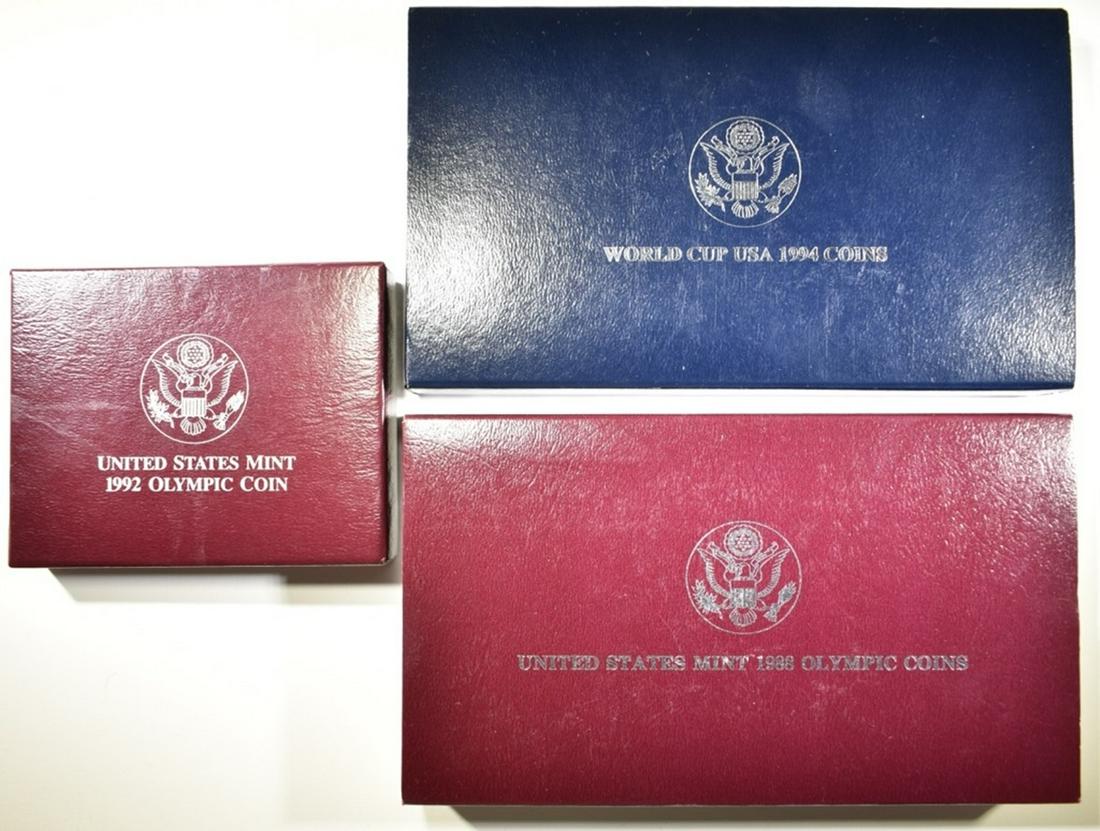 WORLD CUP USA 1994 COINS
UNITED STATES MINT
1992 OLYMPIC COIN
UNITED STATES MINT 1988 OLYMPIC COINS